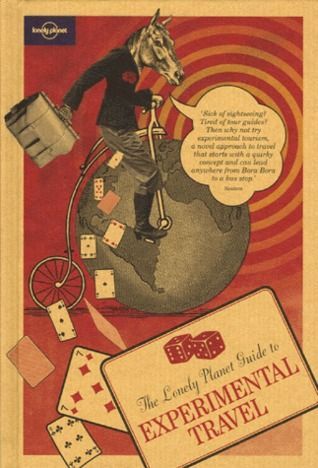 lonely planet
'Sick of sightseeing?
Tired of tour guides?
Then why not try
experimental tourism,
a novel approach to travel
that starts with a quirky
concept and can lead
anywhere from Bora Bora
to a bus stop.'
Reuters
The Lonely Planet Guide to
EXPERIMENTAL
TRAVEL